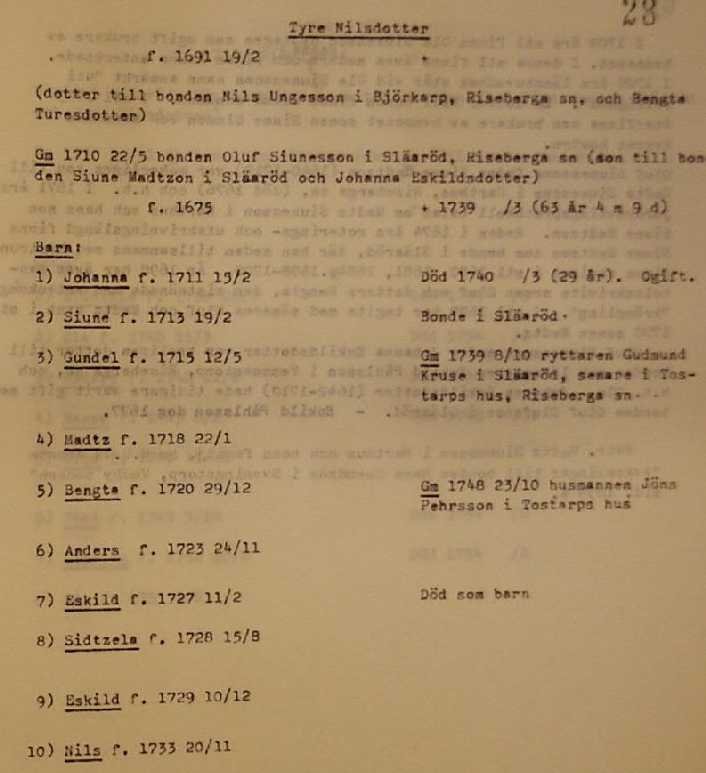 23
Tyre Nilsdotter
f. 1691 19/2 +
(dotter till bonden Nils Ungesson i Björkarp, Riseberga sn, och Bengta
Turesdotter)
Gm 1710 22/5 bonden Oluf Siunesson i Slåaröd, Riseberga sn (son till bon
den Siune Madtzon i Slåaröd och Johanna Eskildsdotter)
f. 1675 + 1739 /3 (63 år 4 m 9 d)
Barn:
1) Johanna f. 1711 15/2 Död 1740 /3 (29 år). Ogift.
2) Siune f. 1713 19/2 Bonde i Slåaröd.
3) Gundel f. 1715 12/5 Gm 1739 8/10 ryttaren Gudmund
Kruse i Slåaröd, senare i Tos-
tarps hus, Riseberga sn.
4) Madtz f. 1718 22/1
5) Bengta f. 1720 29/12 Gm 1748 23/10 husmannen Jöns
Pehrsson i Tostarps hus
6) Anders f. 1723 24/11
7) Eskild f. 1727 11/2 Död som barn
8) Sidtzela f. 1728 15/8
9) Eskild f. 1729 10/12
10) Nils f. 1733 20/11